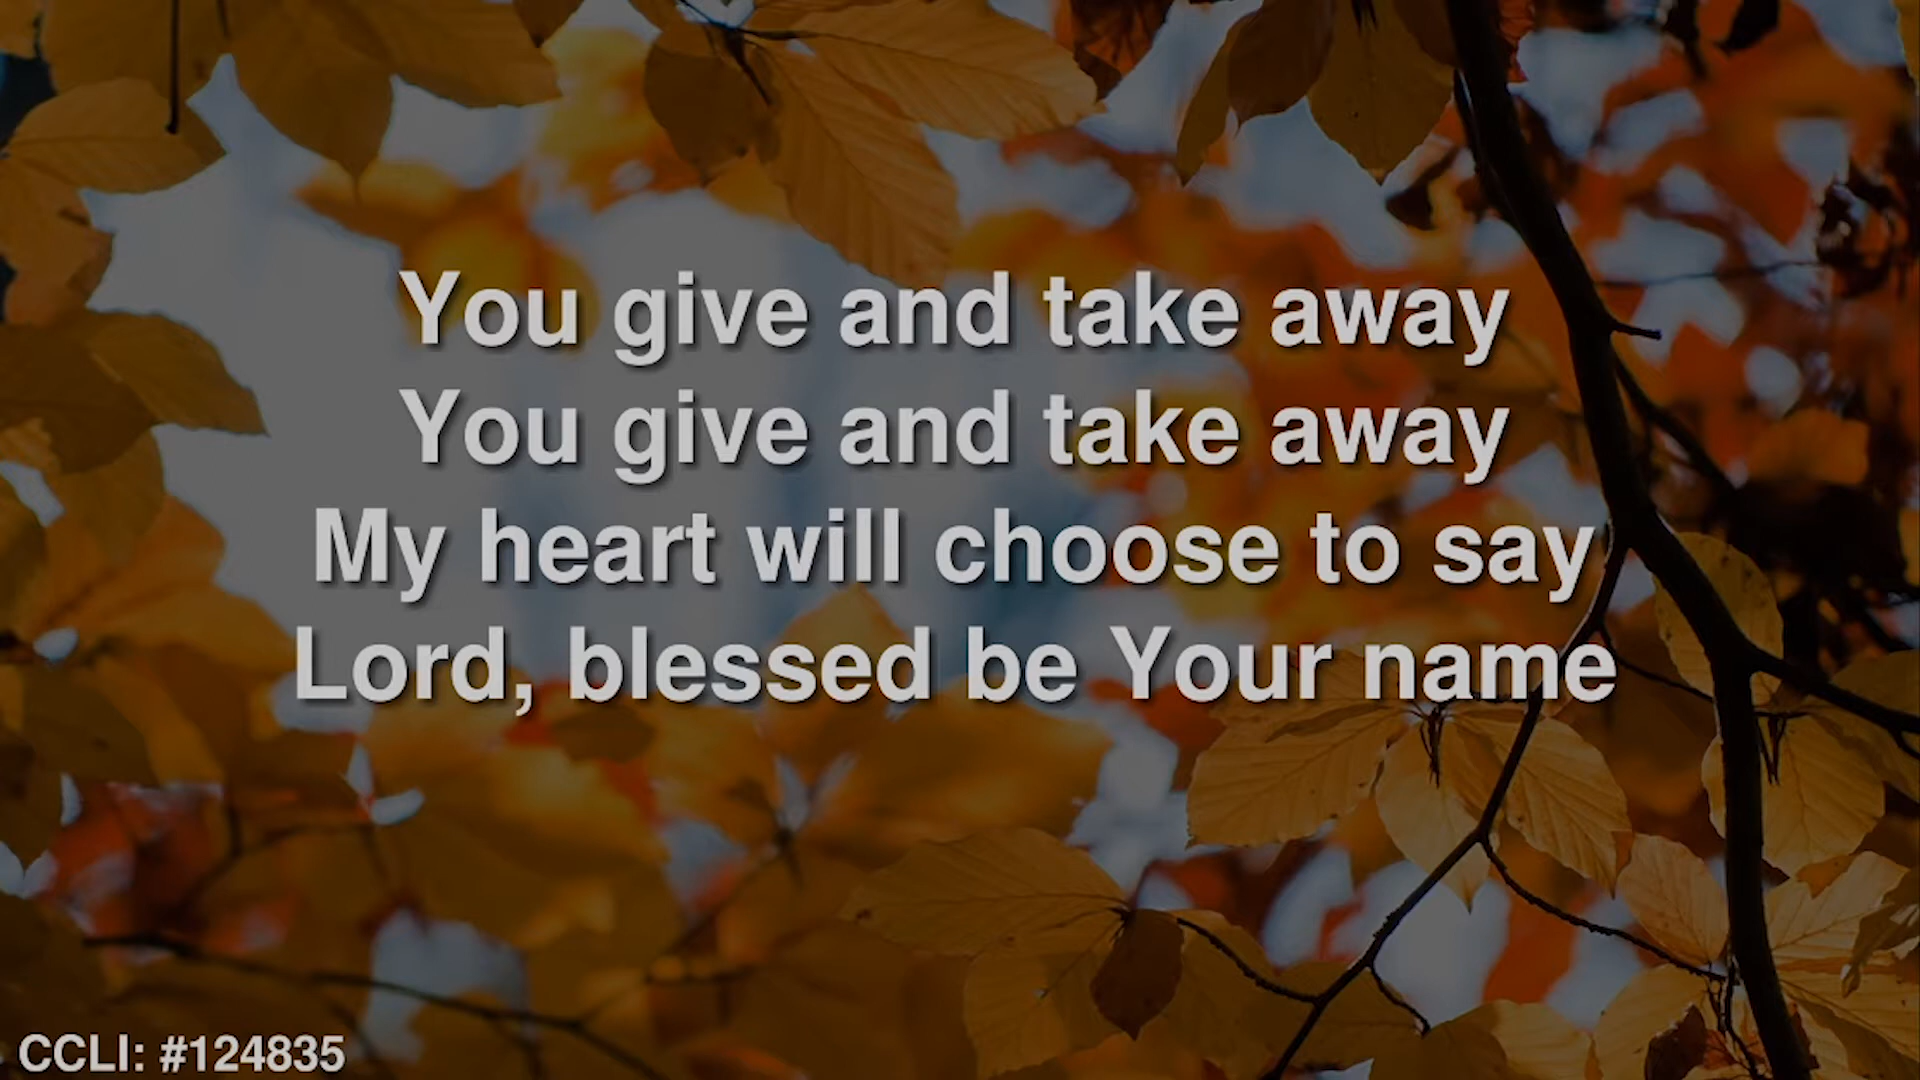 You give and take away
You give and take away
My heart will choose to say
Lord, blessed be Your name
CCLI: #124835